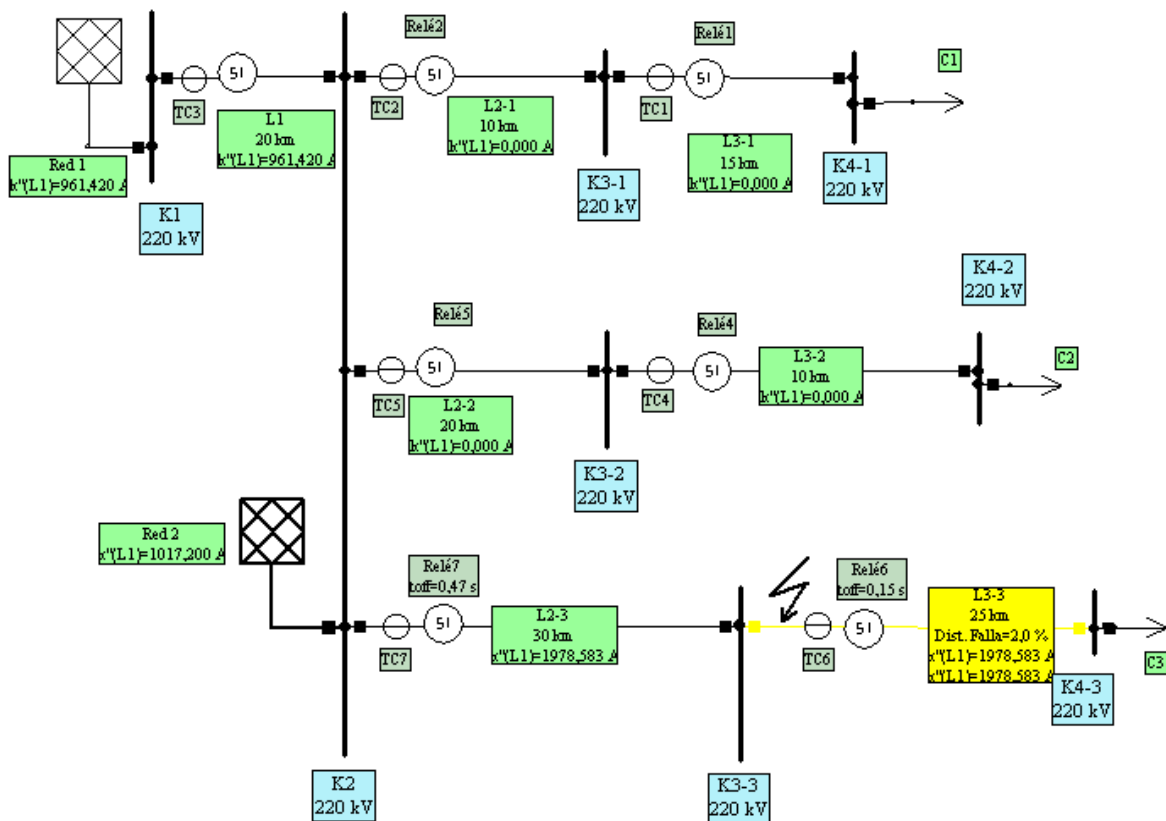 Relé2
Relé1
51
51
51
C1
TC3
TC2
TC1
L1
20 km
k"(L1)=961,420 A
L2-1
10 km
k"(L1)=0,000 A
L3-1
15 km
k"(L1)=0,000 A
Red 1
k"(L1)=961,420 A
K1
220 kV
K3-1
220 kV
K4-1
220 kV
K4-2
220 kV
Relé5
Relé4
51
51
C2
TC5
TC4
L3-2
10 km
k"(L1)=0,000 A
L2-2
20 km
k"(L1)=0,000 A
K3-2
220 kV
Red 2
x"(L1)=1017,200 A
Relé7
toff=0,47 s
Relé6
toff=0,15 s
51
51
TC7
TC6
L2-3
30 km
x"(L1)=1978,583 A
L3-3
25 km
Dist.Falla=2,0 %
x"(L1)=1978,583 A
x"(L1)=1978,583 A
C3
K4-3
220 kV
K2
220 kV
K3-3
220 kV